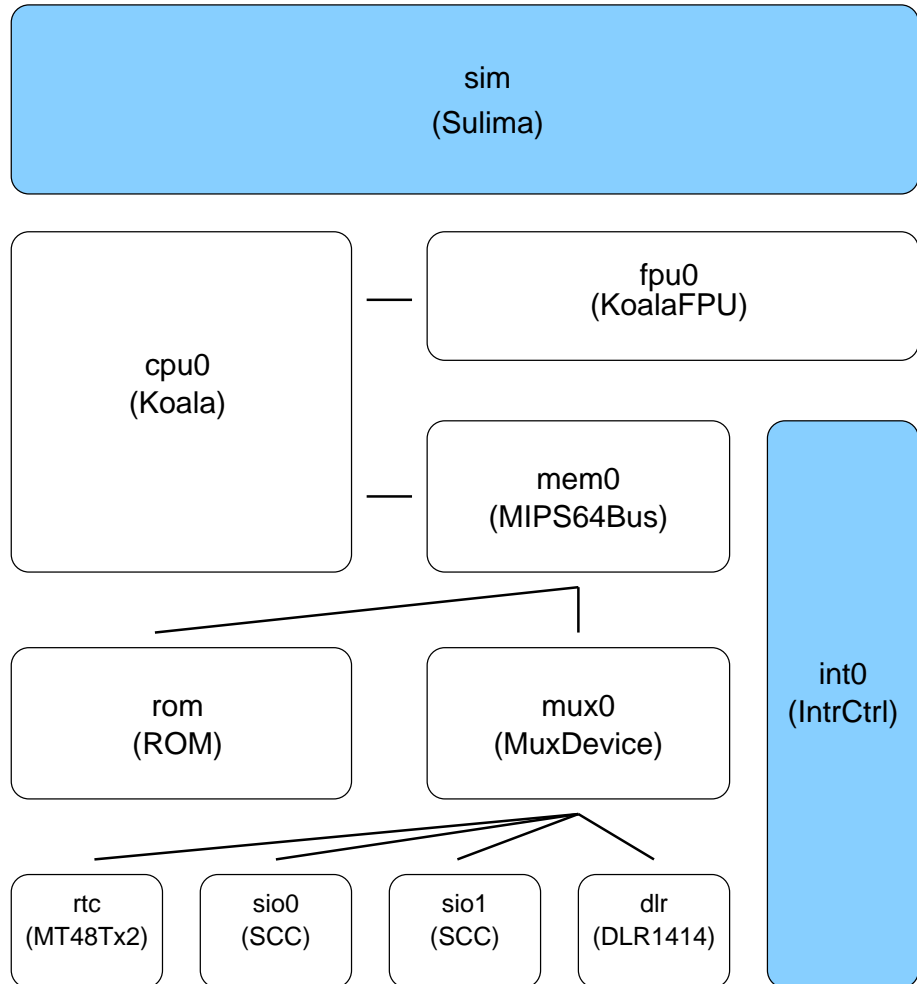 sim
(Sulima)
cpu0
(Koala)
fpu0
(KoalaFPU)
mem0
(MIPS64Bus)
rom
(ROM)
mux0
(MuxDevice)
int0
(IntrCtrl)
rtc
(MT48Tx2)
sio0
(SCC)
sio1
(SCC)
dlr
(DLR1414)